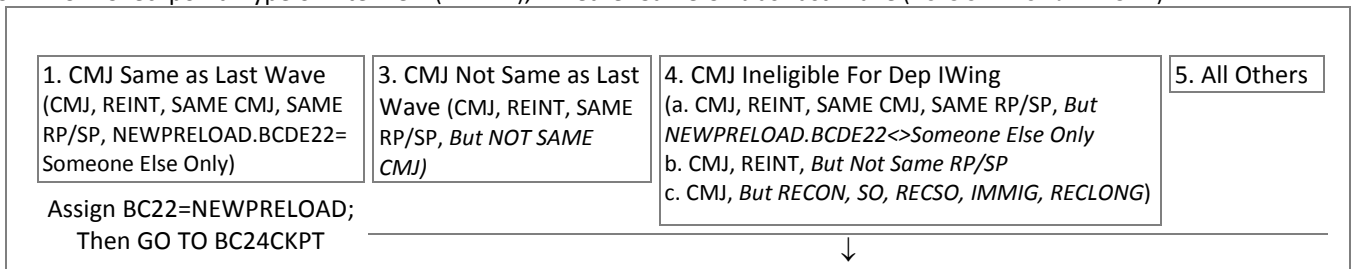 1. CMJ Same as Last Wave
(CMJ, REINT, SAME CMJ, SAME
RP/SP, NEWPRELOAD.BCDE22=
Someone Else Only)
Assign BC22=NEWPRELOAD;
Then GO TO BC24CKPT
3. CMJ Not Same as Last
Wave (CMJ, REINT, SAME
RP/SP, But NOT SAME
CMJ)
4. CMJ Ineligible For Dep IWing
(a. CMJ, REINT, SAME CMJ, SAME RP/SP, But
NEWPRELOAD.BCDE22<>Someone Else Only
b. CMJ, REINT, But Not Same RP/SP
c. CMJ, But RECON, SO, RECSO, IMMIG, RECLONG)
5. All Others
↓